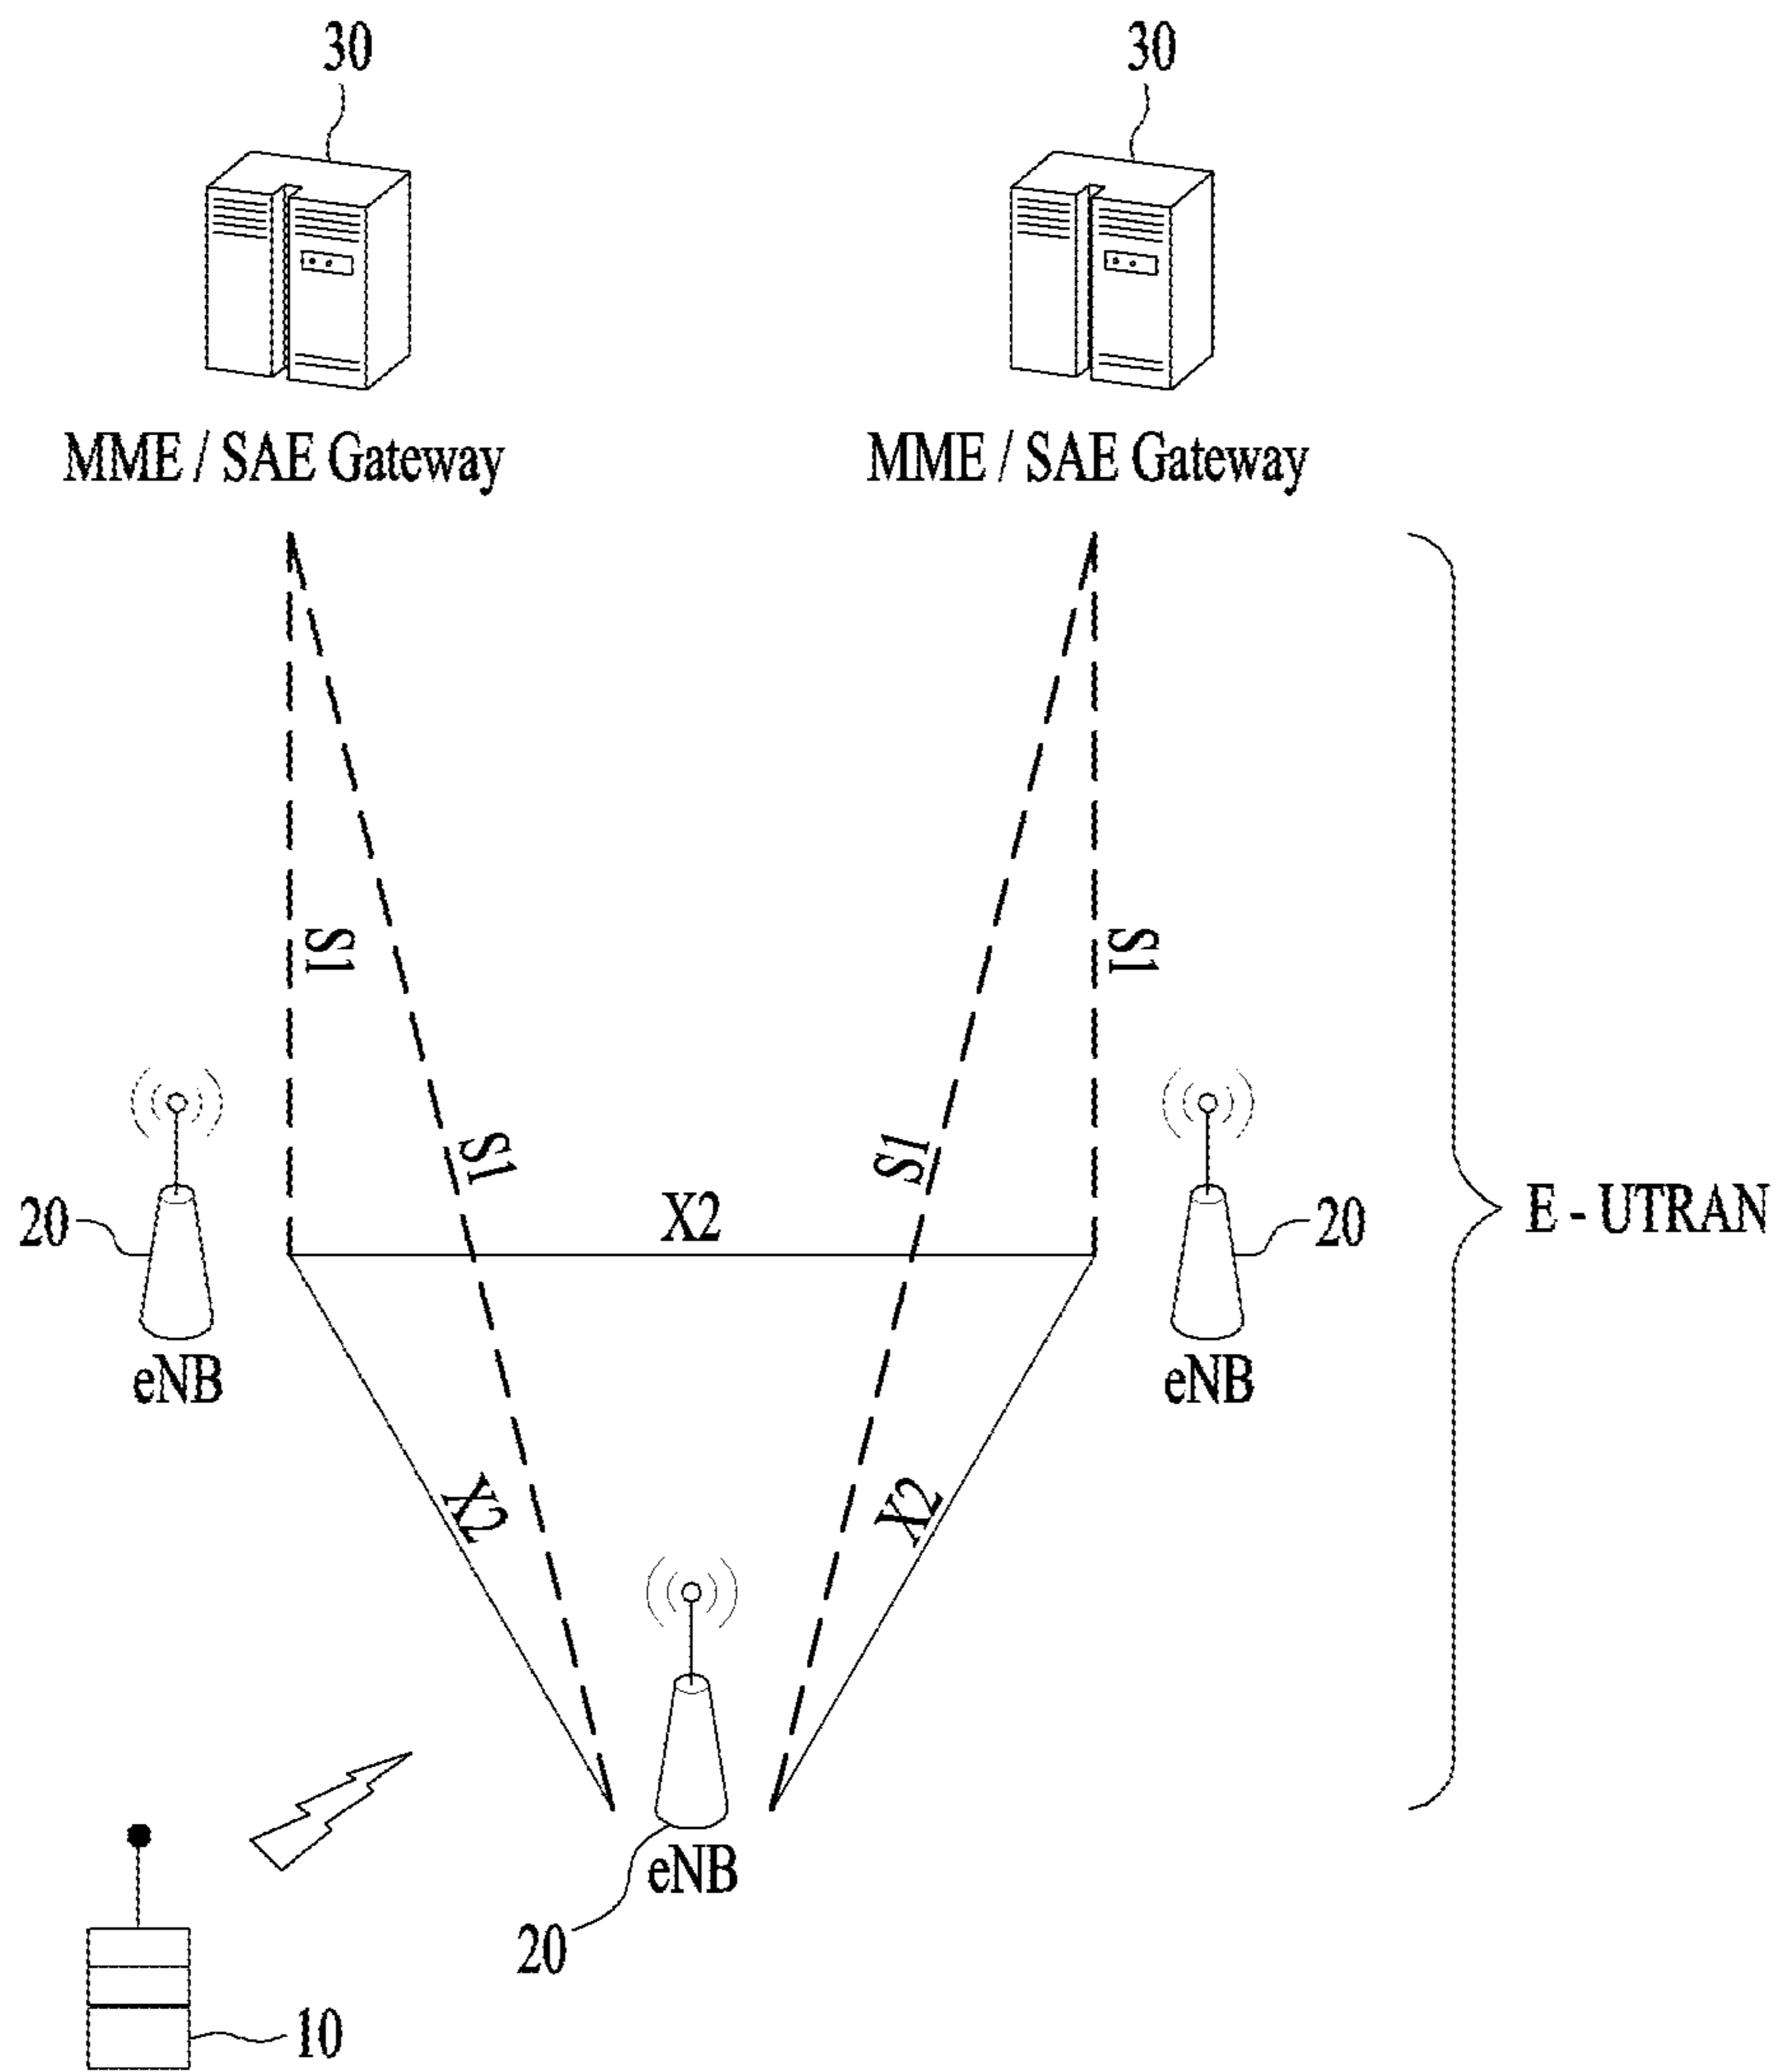 30
30
MME / SAE Gateway
MME / SAE Gateway
S1
S1
S1
S1
X2
20
20
E - UTRAN
eNB
eNB
X2
X2
eNB
20
10